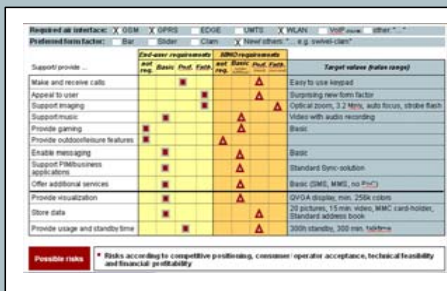 Required air interface: X GSM X GPRS EDGE UMTS X WLAN VoIP other: "..."
Preferred form factor: Bar Slider Clam X New/ others: "... e.g. swivel-clam"
End-user requirements MNO requirements
Support/ provide ... not req. Basic Perf. Enth. not req. Basic Perf. Enth. Target values (value range)
Make and receive calls Easy to use keypad
Appeal to user Surprising new form factor
Support imaging Optical zoom, 3.2 Mpix, auto focus, strobe flash
Support music Video with audio recording
Provide gaming Basic
Provide outdoor/leisure features
Enable messaging Basic
Support PIM/business applications Standard Sync-solution
Offer additional services Basic (SMS, MMS, no PoC)
Provide visualization QVGA display, min. 256k colors
Store data 20 pictures, 15 min. video, MMC card-holder, Standard address book
Provide usage and standby time 300h standby, 300 min. talktime
Possible risks
Risks according to competitive positioning, consumer/operator acceptance, technical feasibility
and financial profitability